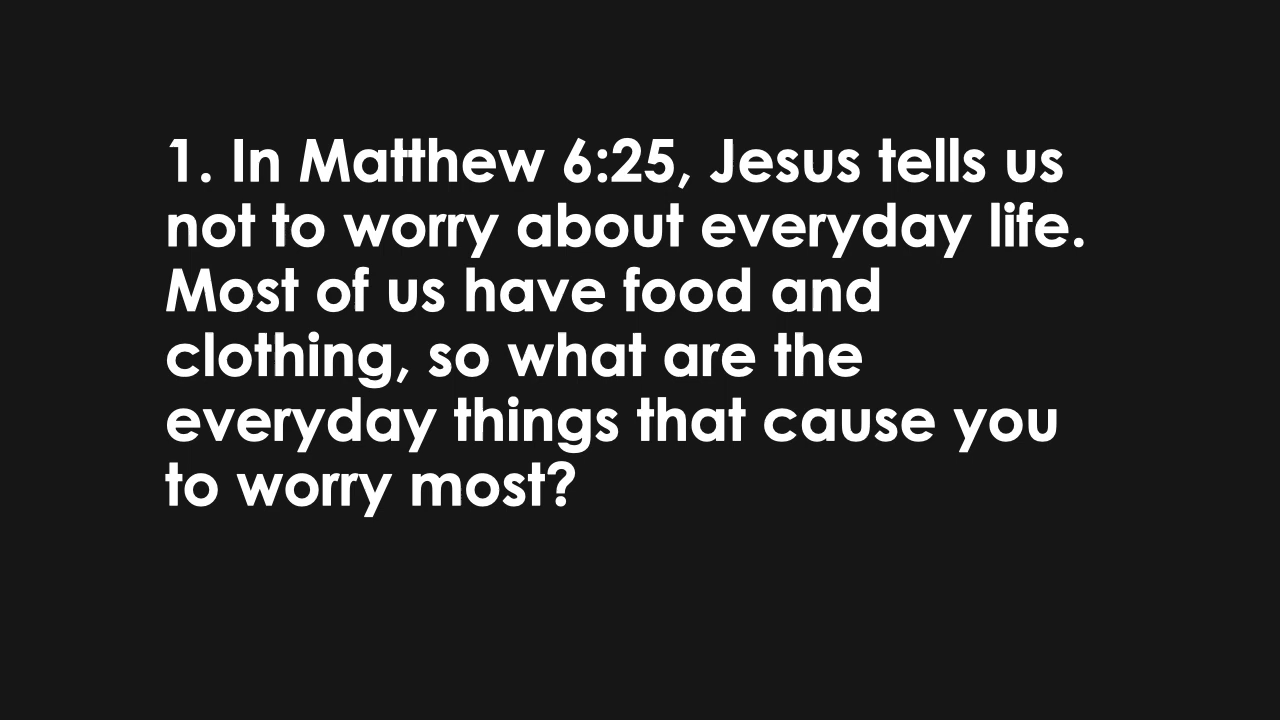 1. In Matthew 6:25, Jesus tells us
not to worry about everyday life.
Most of us have food and
clothing, so what are the
everyday things that cause you
to worry most?